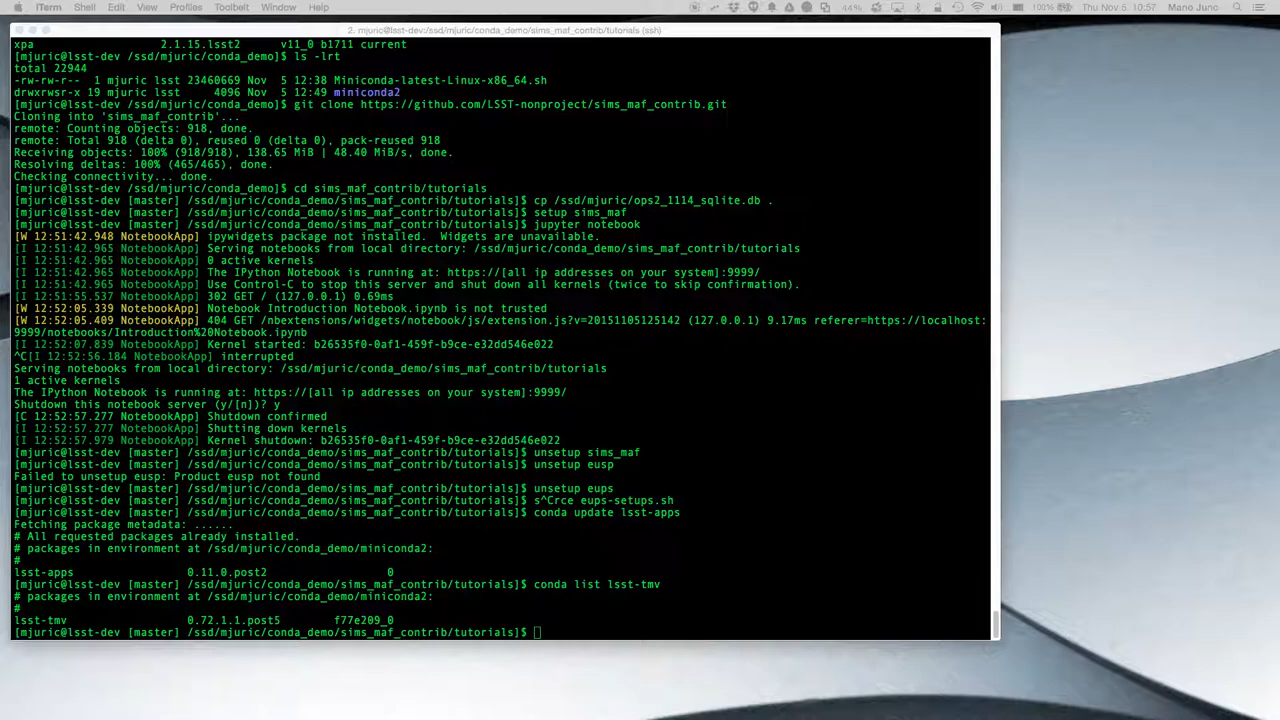 iTerm Shell Edit View Profiles Toolbelt Window Help 44% 100% Thu Nov 5 10:57 Mario Juric
2. mjuric@lsst-dev:/ssd/mjuric/conda_demo/sims_maf_contrib/tutorials (ssh)
xpa 2.1.15.lsst2 v11_0 b1711 current
[mjuric@lsst-dev /ssd/mjuric/conda_demo]$ ls -lrt
total 22944
-rw-rw-r-- 1 mjuric lsst 23460669 Nov 5 12:38 Miniconda-latest-Linux-x86_64.sh
drwxrwsr-x 19 mjuric lsst 4096 Nov 5 12:49 miniconda2
[mjuric@lsst-dev /ssd/mjuric/conda_demo]$ git clone https://github.com/LSST-nonproject/sims_maf_contrib.git
Cloning into 'sims_maf_contrib'...
remote: Counting objects: 918, done.
remote: Total 918 (delta 0), reused 0 (delta 0), pack-reused 918
Receiving objects: 100% (918/918), 138.65 MiB | 48.40 MiB/s, done.
Resolving deltas: 100% (465/465), done.
Checking connectivity... done.
[mjuric@lsst-dev /ssd/mjuric/conda_demo]$ cd sims_maf_contrib/tutorials
[mjuric@lsst-dev [master] /ssd/mjuric/conda_demo/sims_maf_contrib/tutorials]$ cp /ssd/mjuric/ops2_1114_sqlite.db .
[mjuric@lsst-dev [master] /ssd/mjuric/conda_demo/sims_maf_contrib/tutorials]$ setup sims_maf
[mjuric@lsst-dev [master] /ssd/mjuric/conda_demo/sims_maf_contrib/tutorials]$ jupyter notebook
[W 12:51:42.948 NotebookApp] ipywidgets package not installed. Widgets are unavailable.
[I 12:51:42.965 NotebookApp] Serving notebooks from local directory: /ssd/mjuric/conda_demo/sims_maf_contrib/tutorials
[I 12:51:42.965 NotebookApp] 0 active kernels
[I 12:51:42.965 NotebookApp] The IPython Notebook is running at: https://[all ip addresses on your system]:9999/
[I 12:51:42.965 NotebookApp] Use Control-C to stop this server and shut down all kernels (twice to skip confirmation).
[I 12:51:55.537 NotebookApp] 302 GET / (127.0.0.1) 0.69ms
[W 12:52:05.339 NotebookApp] Notebook Introduction Notebook.ipynb is not trusted
[W 12:52:05.409 NotebookApp] 404 GET /nbextensions/widgets/notebook/js/extension.js?v=20151105125142 (127.0.0.1) 9.17ms referer=https://localhost:
9999/notebooks/Introduction%20Notebook.ipynb
[I 12:52:07.839 NotebookApp] Kernel started: b26535f0-0af1-459f-b9ce-e32dd546e022
^C[I 12:52:56.184 NotebookApp] interrupted
Serving notebooks from local directory: /ssd/mjuric/conda_demo/sims_maf_contrib/tutorials
1 active kernels
The IPython Notebook is running at: https://[all ip addresses on your system]:9999/
Shutdown this notebook server (y/[n])? y
[C 12:52:57.277 NotebookApp] Shutdown confirmed
[I 12:52:57.277 NotebookApp] Shutting down kernels
[I 12:52:57.979 NotebookApp] Kernel shutdown: b26535f0-0af1-459f-b9ce-e32dd546e022
[mjuric@lsst-dev [master] /ssd/mjuric/conda_demo/sims_maf_contrib/tutorials]$ unsetup sims_maf
[mjuric@lsst-dev [master] /ssd/mjuric/conda_demo/sims_maf_contrib/tutorials]$ unsetup eusp
Failed to unsetup eusp: Product eusp not found
[mjuric@lsst-dev [master] /ssd/mjuric/conda_demo/sims_maf_contrib/tutorials]$ unsetup eups
[mjuric@lsst-dev [master] /ssd/mjuric/conda_demo/sims_maf_contrib/tutorials]$ s^Crce eups-setups.sh
[mjuric@lsst-dev [master] /ssd/mjuric/conda_demo/sims_maf_contrib/tutorials]$ conda update lsst-apps
Fetching package metadata: ......
# All requested packages already installed.
# packages in environment at /ssd/mjuric/conda_demo/miniconda2:
#
lsst-apps 0.11.0.post2 0
[mjuric@lsst-dev [master] /ssd/mjuric/conda_demo/sims_maf_contrib/tutorials]$ conda list lsst-tmv
# packages in environment at /ssd/mjuric/conda_demo/miniconda2:
#
lsst-tmv 0.72.1.1.post5 f77e209_0
[mjuric@lsst-dev [master] /ssd/mjuric/conda_demo/sims_maf_contrib/tutorials]$